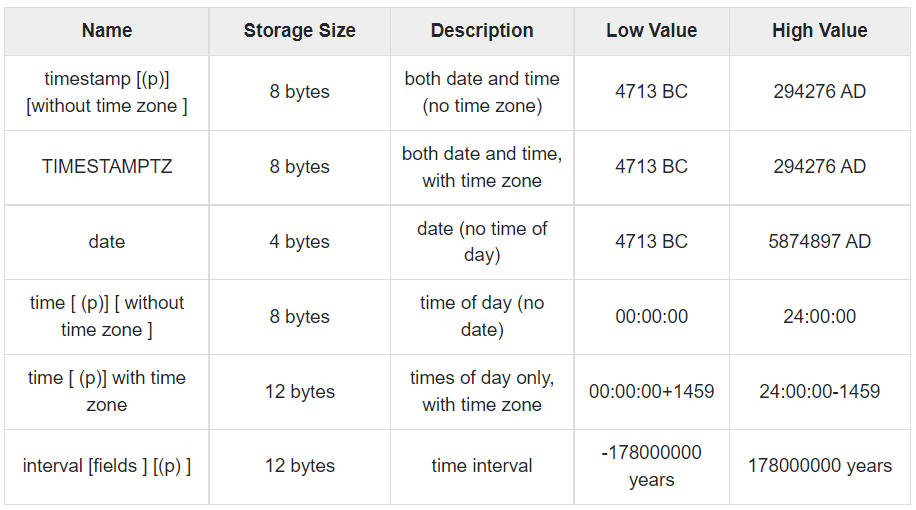 Name Storage Size Description Low Value High Value
timestamp [(p)]
[without time zone ]
8 bytes
both date and time
(no time zone)
4713 BC
294276 AD
TIMESTAMPTZ
8 bytes
both date and time,
with time zone
4713 BC
294276 AD
date
4 bytes
date (no time of
day)
4713 BC
5874897 AD
time [ (p)] [ without
time zone ]
8 bytes
time of day (no
date)
00:00:00
24:00:00
time [ (p)] with time
zone
12 bytes
times of day only,
with time zone
00:00:00+1459
24:00:00-1459
interval [fields ] [(p) ]
12 bytes
time interval
-178000000
years
178000000 years